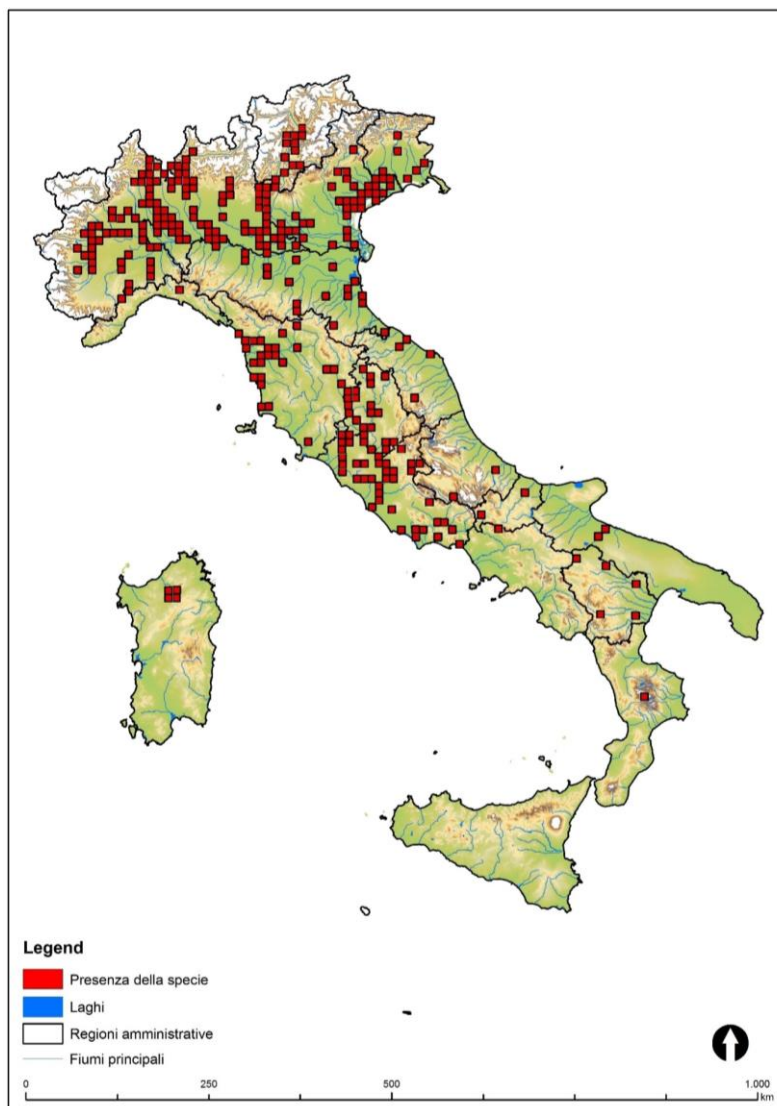 Legend
Presenza della specie
Laghi
Regioni amministrative
Fiumi principali
0 250 500 1.000
km